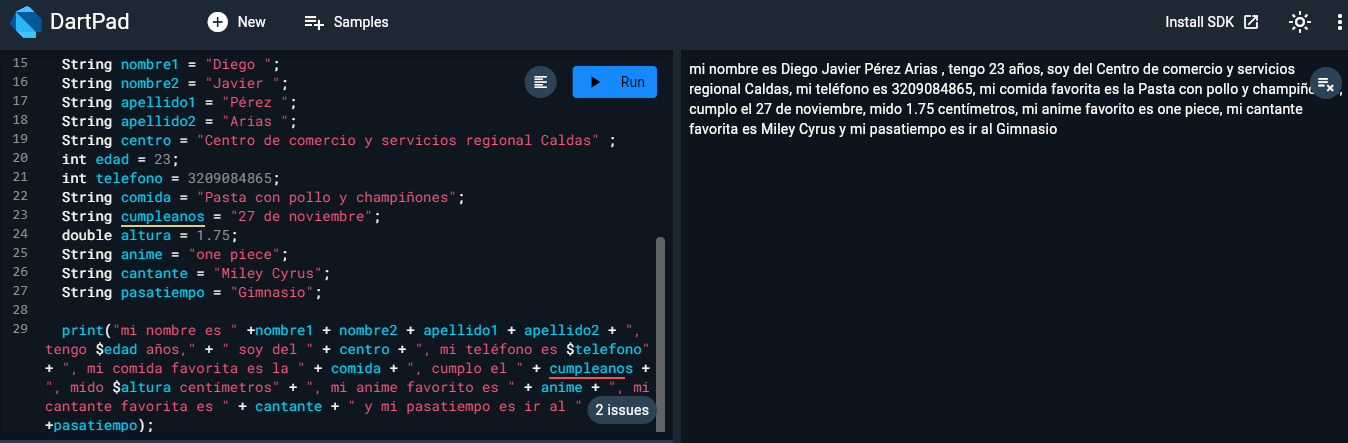 DartPad
New
Samples
Install SDK
15 String nombre1 = "Diego ";
16 String nombre2 = "Javier ";
17 String apellido1 = "Pérez ";
18 String apellido2 = "Arias ";
19 String centro = "Centro de comercio y servicios regional Caldas" ;
20 int edad = 23;
21 int telefono = 3209084865;
22 String comida = "Pasta con pollo y champiñones";
23 String cumpleanos = "27 de noviembre";
24 double altura = 1.75;
25 String anime = "one piece";
26 String cantante = "Miley Cyrus";
27 String pasatiempo = "Gimnasio";
28
29 print("mi nombre es " +nombre1 + nombre2 + apellido1 + apellido2 + ",
tengo $edad años," + " soy del " + centro + ", mi teléfono es $telefono"
+ ", mi comida favorita es la " + comida + ", cumplo el " + cumpleanos +
", mido $altura centímetros" + ", mi anime favorito es " + anime + ", mi
cantante favorita es " + cantante + " y mi pasatiempo es ir al "
+pasatiempo);
Run
2 issues
mi nombre es Diego Javier Pérez Arias , tengo 23 años, soy del Centro de comercio y servicios
regional Caldas, mi teléfono es 3209084865, mi comida favorita es la Pasta con pollo y
cumplo el 27 de noviembre, mido 1.75 centímetros, mi anime favorito es one piece, mi cantante
favorita es Miley Cyrus y mi pasatiempo es ir al Gimnasio